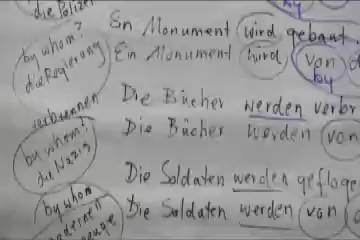 die Polizei
En Monument wird gebaut.
by whom?
die Regierung
Ein Monument wird von
by
verbrennen
Die Bücher werden verbr
by whom?
die Nazis
Die Bücher werden von
Die Soldaten werden gefloge
by whom
Die Soldaten werden von